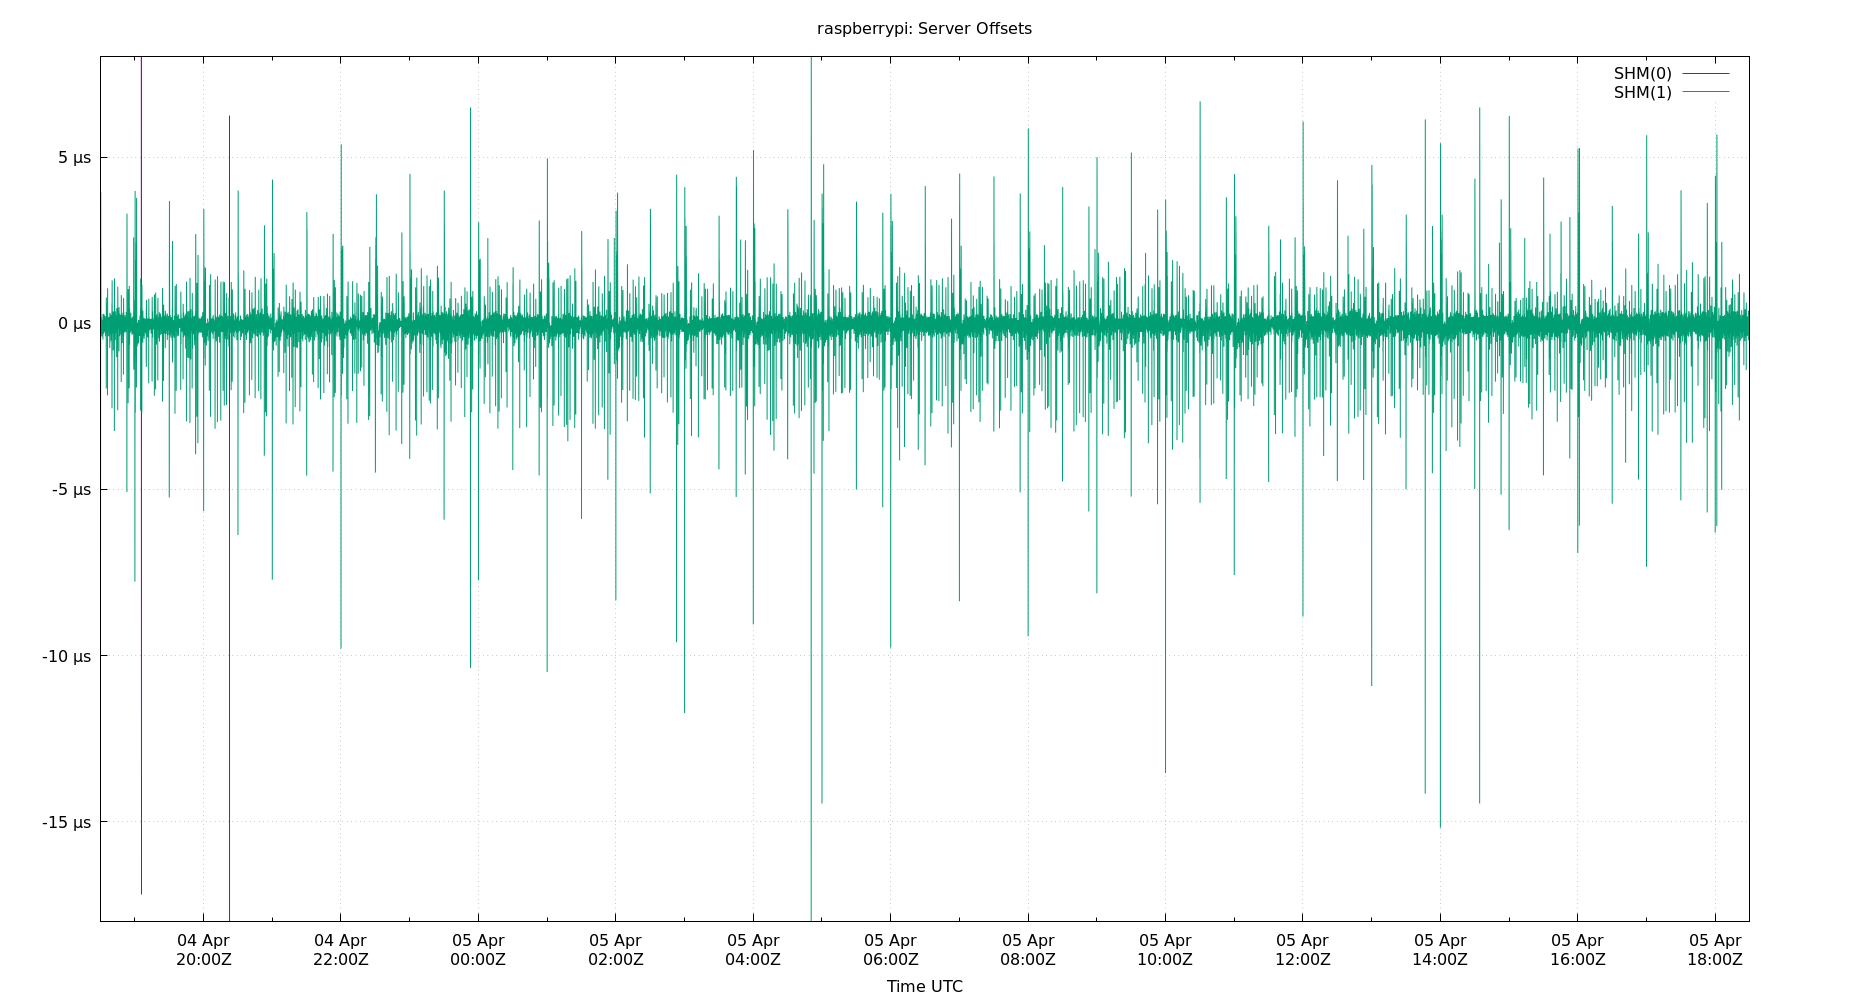 raspberrypi: Server Offsets
SHM(0)
SHM(1)
5 µs
0 µs
-5 µs
-10 µs
-15 µs
04 Apr 04 Apr 05 Apr 05 Apr 05 Apr 05 Apr 05 Apr 05 Apr 05 Apr 05 Apr 05 Apr 05 Apr
20:00Z 22:00Z 00:00Z 02:00Z 04:00Z 06:00Z 08:00Z 10:00Z 12:00Z 14:00Z 16:00Z 18:00Z
Time UTC